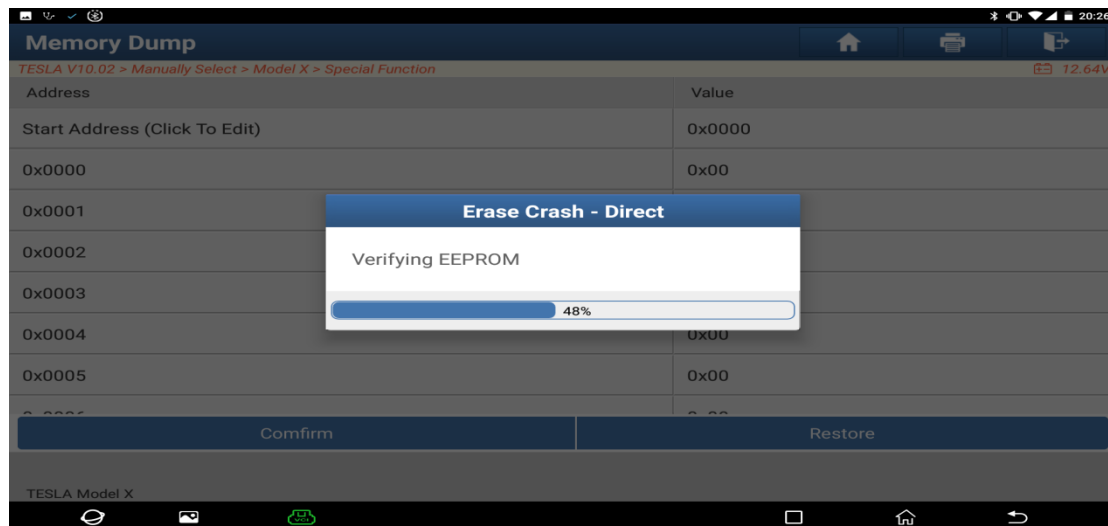 20:26
Memory Dump
TESLA V10.02 > Manually Select > Model X > Special Function 12.64V
Address Value
Start Address (Click To Edit) 0x0000
0x0000 0x00
0x0001
Erase Crash - Direct
0x0002
Verifying EEPROM
0x0003
48%
0x0004 0x00
0x0005 0x00
Comfirm Restore
TESLA Model X
VCI